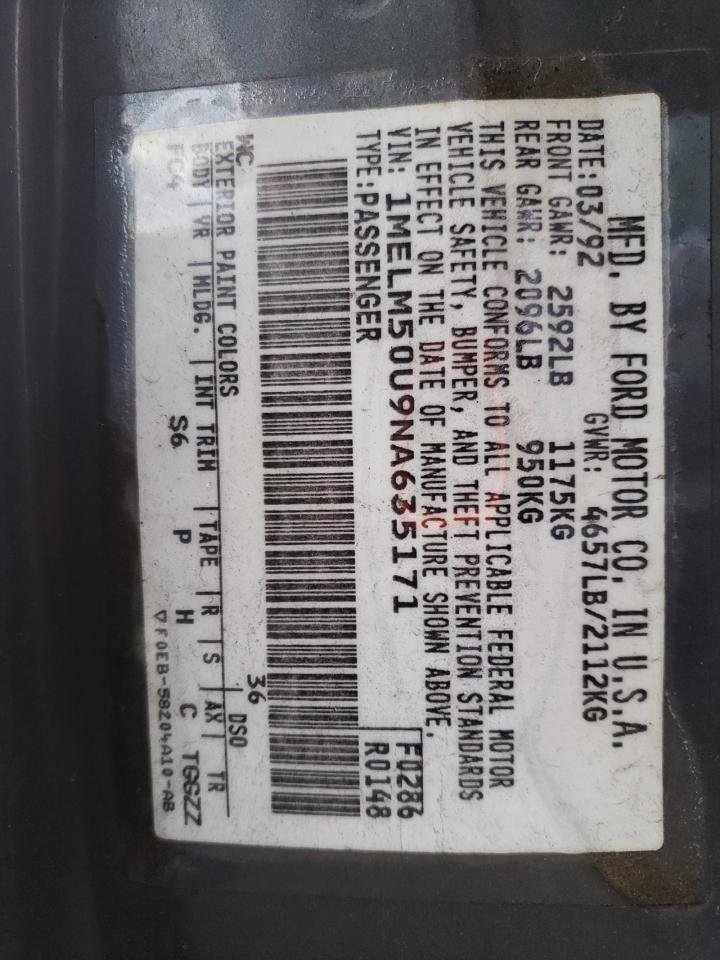 MFD. BY FORD MOTOR CO. IN U.S.A.
DATE: 03/92 GVWR: 4657LB/2112KG
FRONT GAWR: 2592LB 1175KG
REAR GAWR: 2096LB 950KG
THIS VEHICLE CONFORMS TO ALL APPLICABLE FEDERAL MOTOR
VEHICLE SAFETY, BUMPER, AND THEFT PREVENTION STANDARDS
IN EFFECT ON THE DATE OF MANUFACTURE SHOWN ABOVE.
VIN: 1MELM50U9NA635171 F0286
TYPE: PASSENGER R0148
WC 36
EXTERIOR PAINT COLORS DSO
BODY | VR | MLDG. | INT TRIM | TAPE | R | S | AX | TR
FC4 S6 P H C TGGZZ
▽ F0EB-58204A10-AB